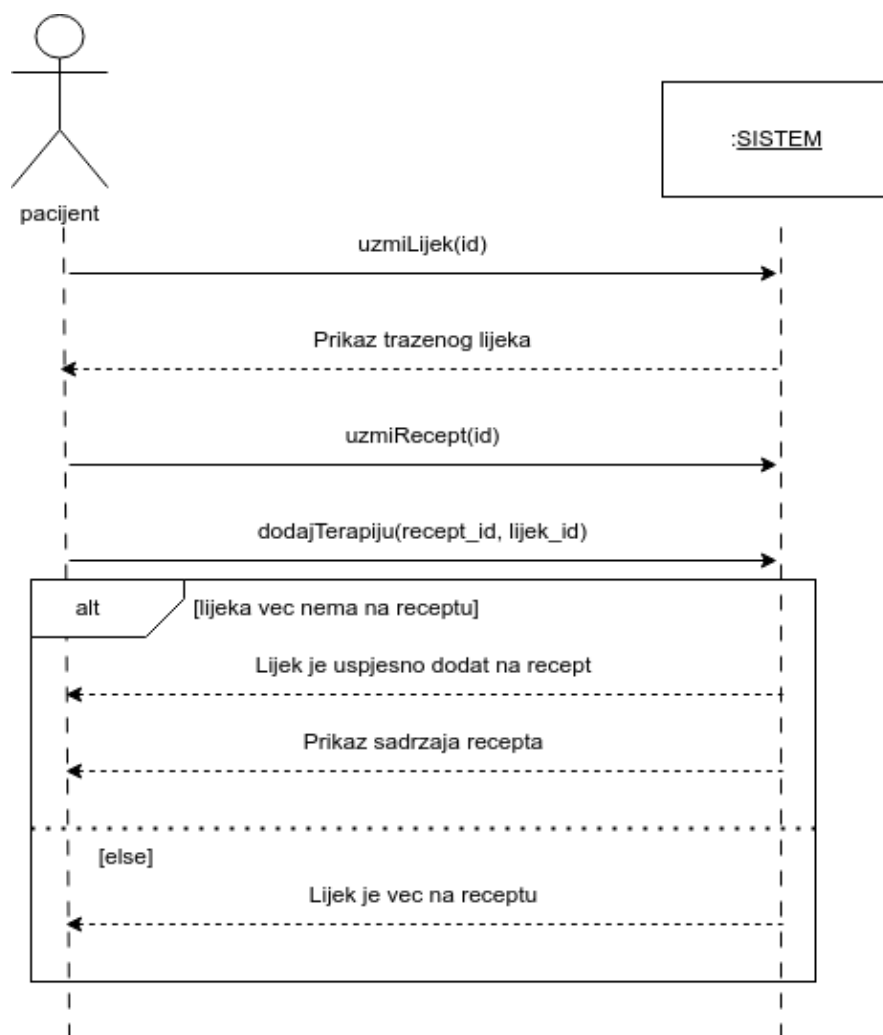 :SISTEM
pacijent
uzmiLijek(id)
Prikaz trazenog lijeka
uzmiRecept(id)
dodajTerapiju(recept_id, lijek_id)
alt
[lijeka vec nema na receptu]
Lijek je uspjesno dodat na recept
Prikaz sadrzaja recepta
[else]
Lijek je vec na receptu